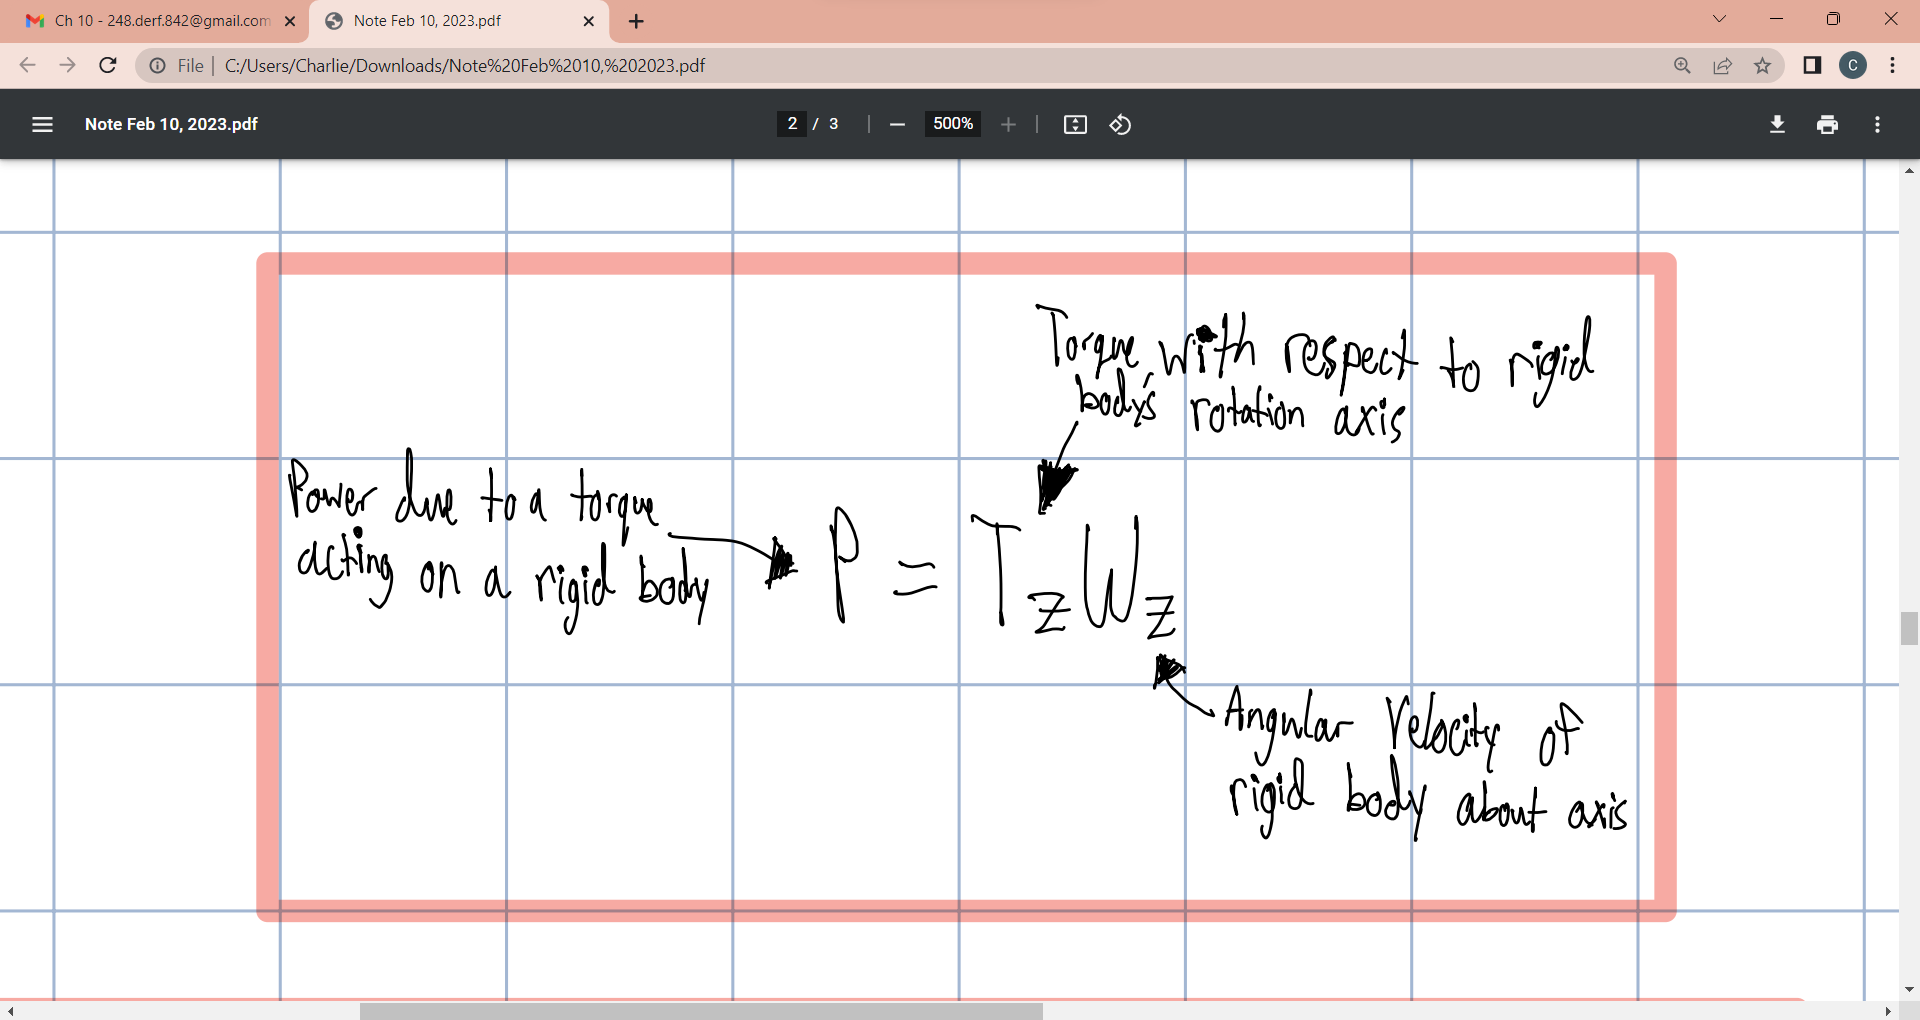 Ch 10 - 248.derf.842@gmail.com
Note Feb 10, 2023.pdf
File | C:/Users/Charlie/Downloads/Note%20Feb%2010,%202023.pdf
C
Note Feb 10, 2023.pdf
2 / 3
500%
Torque with respect to rigid
body's rotation axis
Power due to a torque
acting on a rigid body
P = Tz Wz
Angular Velocity of
rigid body about axis